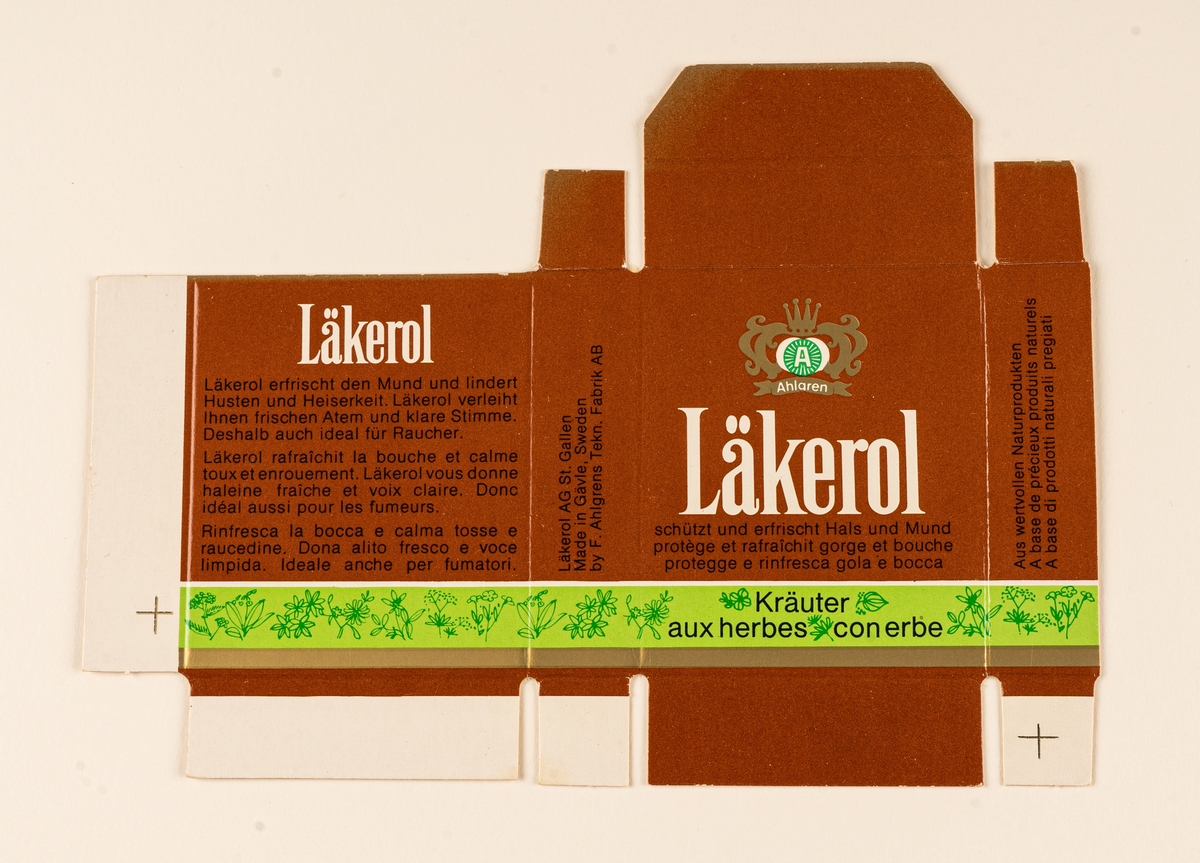 Läkerol
Läkerol erfrischt den Mund und lindert
Husten und Heiserkeit. Läkerol verleiht
Ihnen frischen Atem und klare Stimme.
Deshalb auch ideal für Raucher.
Läkerol rafraîchit la bouche et calme
toux et enrouement. Läkerol vous donne
haleine fraîche et voix claire. Donc
idéal aussi pour les fumeurs.
Rinfresca la bocca e calma tosse e
raucedine. Dona alito fresco e voce
limpida. Ideale anche per fumatori.
Läkerol AG St. Gallen
Made in Gävle, Sweden
by F. Ahlgrens Tekn. Fabrik AB
A
Ahlgren
Läkerol
schützt und erfrischt Hals und Mund
protège et rafraîchit gorge et bouche
protegge e rinfresca gola e bocca
Kräuter
aux herbes con erbe
Aus wertvollen Naturprodukten
A base de précieux produits naturels
A base di prodotti naturali pregiati